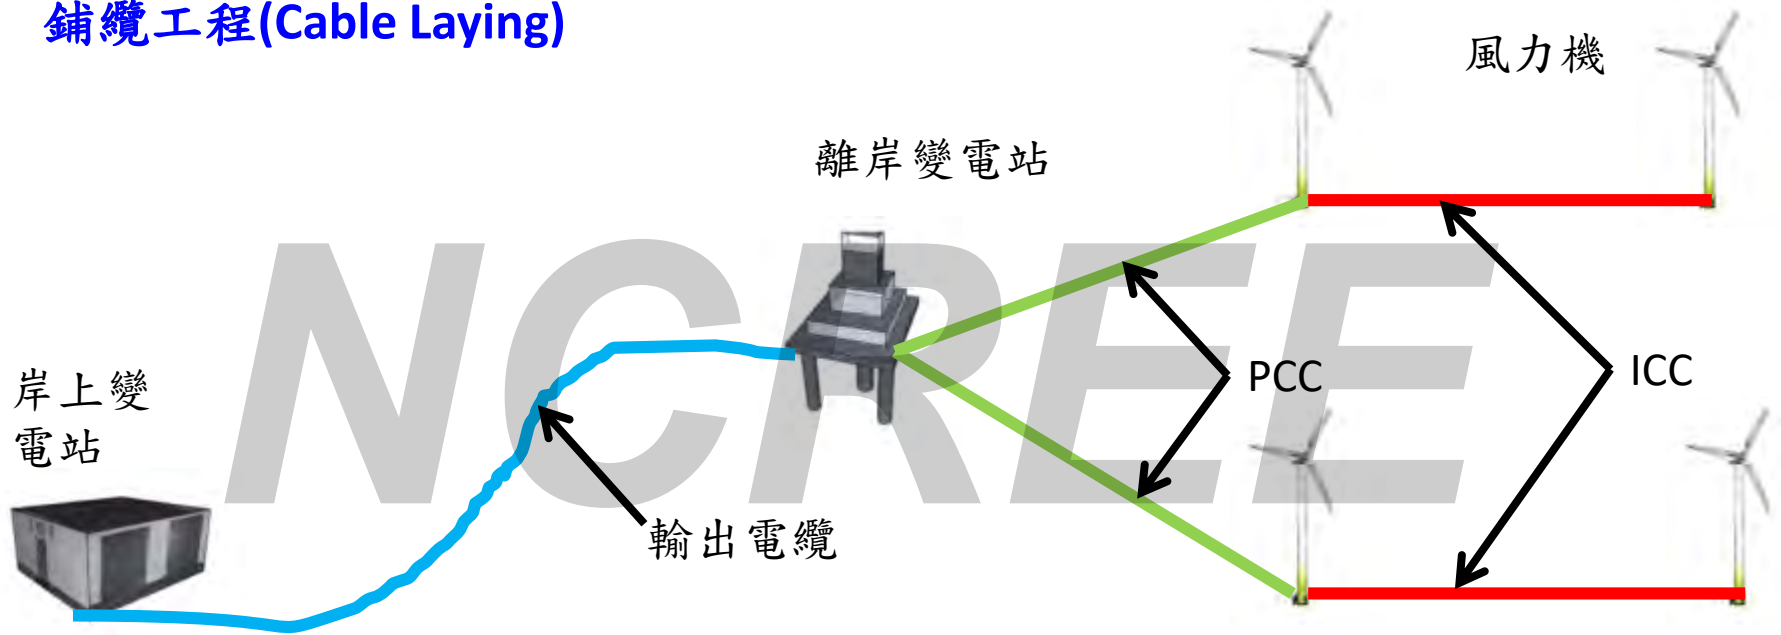 鋪纜工程(Cable Laying)
風力機
離岸變電站
NCREE
岸上變
電站
PCC
ICC
輸出電纜